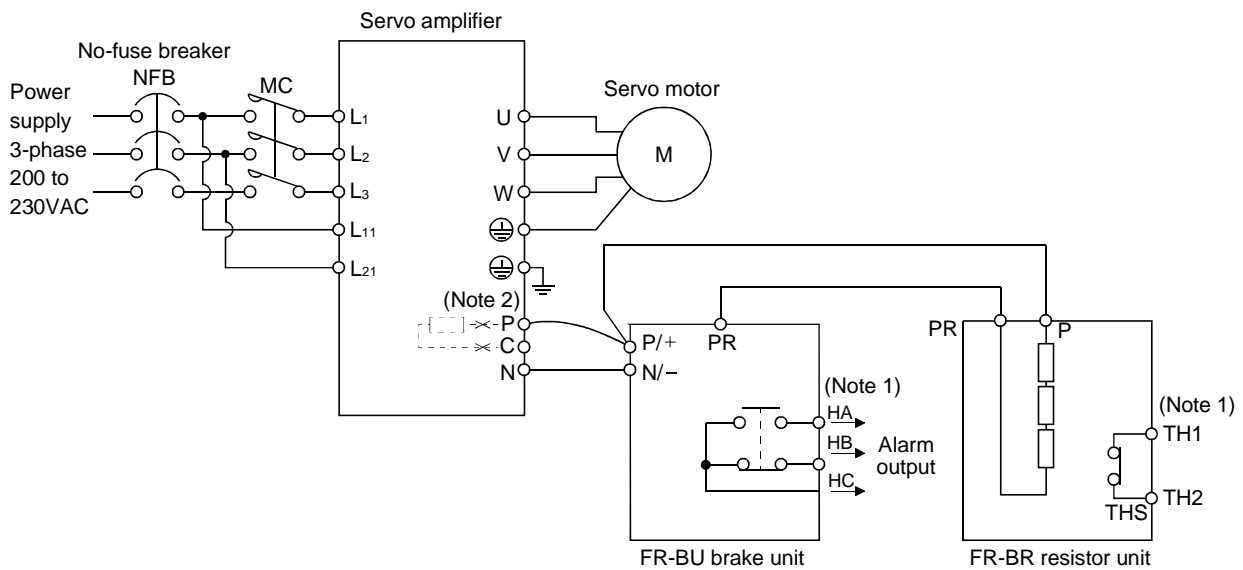 Servo amplifier
No-fuse breaker
NFB
MC
Power
supply
3-phase
200 to
230VAC
L1
L2
L3
L11
L21
U
V
W
Servo motor
M
(Note 2)
P
C
N
P/+
N/−
PR
(Note 1)
HA
HB
HC
Alarm
output
FR-BU brake unit
PR
P
(Note 1)
TH1
TH2
THS
FR-BR resistor unit